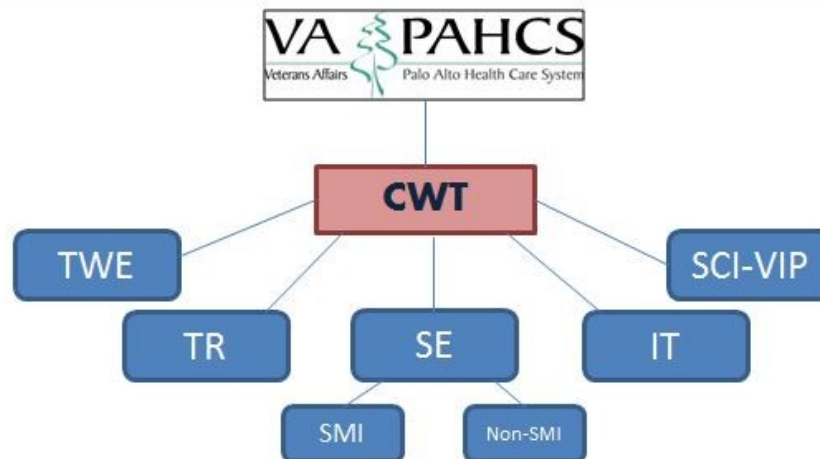 VA PAHCS
Veterans Affairs Palo Alto Health Care System
CWT
TWE
SCI-VIP
TR
SE
IT
SMI
Non-SMI